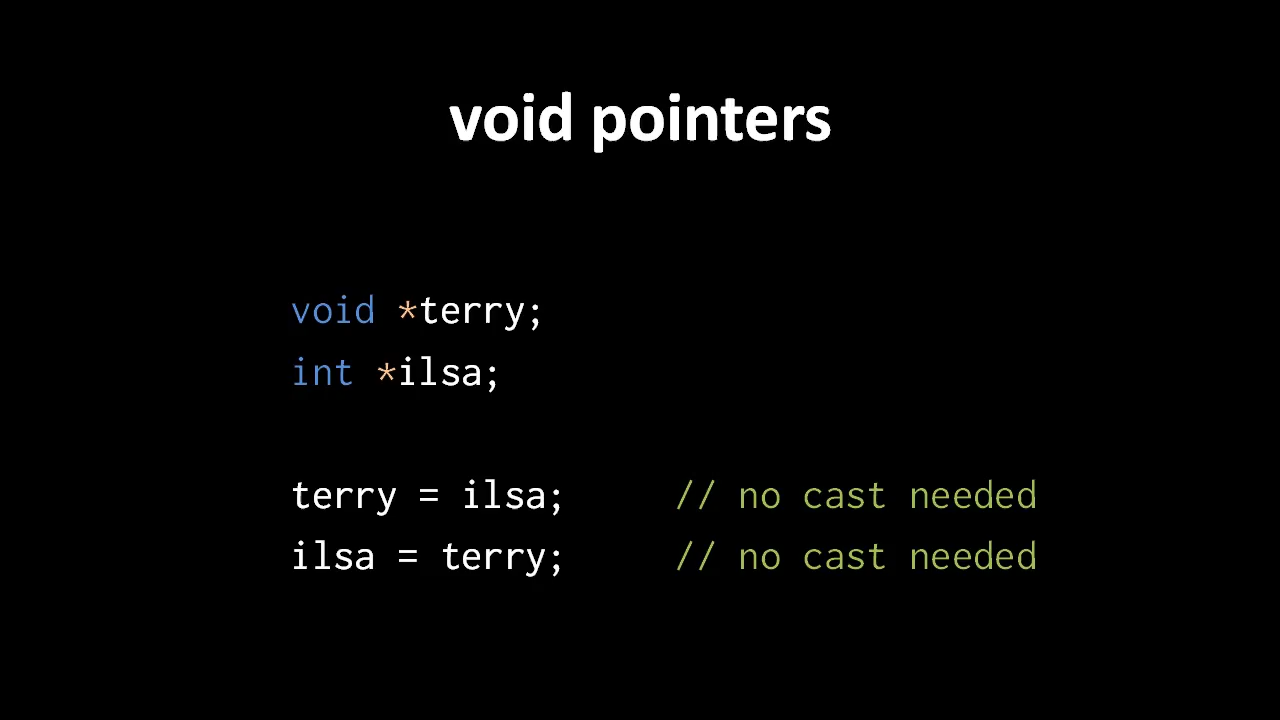 void pointers
void *terry;
int *ilsa;
terry = ilsa; // no cast needed
ilsa = terry; // no cast needed